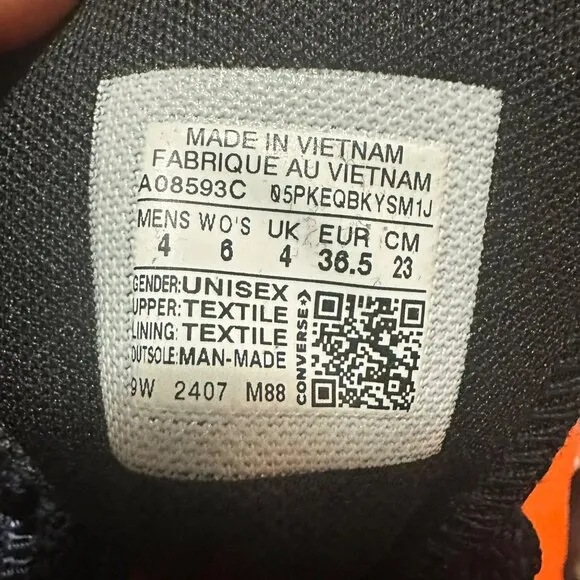 MADE IN VIETNAM
FABRIQUE AU VIETNAM
A08593C 05PKEQBKYSM1J
MENS WO'S UK EUR CM
4 6 4 36.5 23
GENDER:UNISEX
UPPER:TEXTILE
LINING:TEXTILE
OUTSOLE:MAN-MADE
9W 2407 M88
CONVERSE